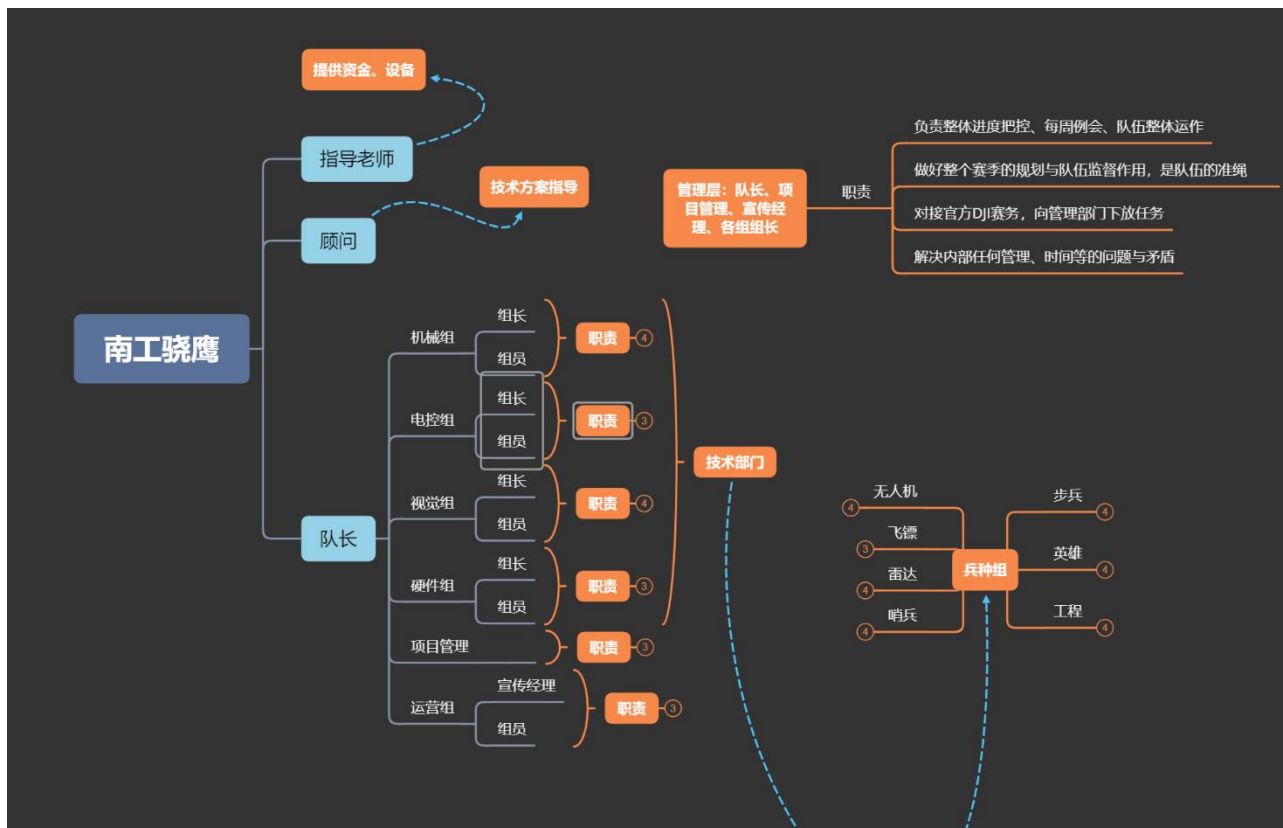 提供资金、设备
指导老师
技术方案指导
顾问
南工骁鹰
队长
机械组
组长
组员
职责
4
电控组
组长
组员
职责
3
视觉组
组长
组员
职责
4
硬件组
组长
组员
职责
3
项目管理
职责
3
运营组
宣传经理
组员
职责
3
技术部门
管理层：队长、项
目管理、宣传经
理、各组组长
职责
负责整体进度把控、每周例会、队伍整体运作
做好整个赛季的规划与队伍监督作用，是队伍的准绳
对接官方DJI赛务，向管理部门下放任务
解决内部任何管理、时间等的问题与矛盾
兵种组
无人机
4
飞镖
3
雷达
4
哨兵
4
步兵
4
英雄
4
工程
4